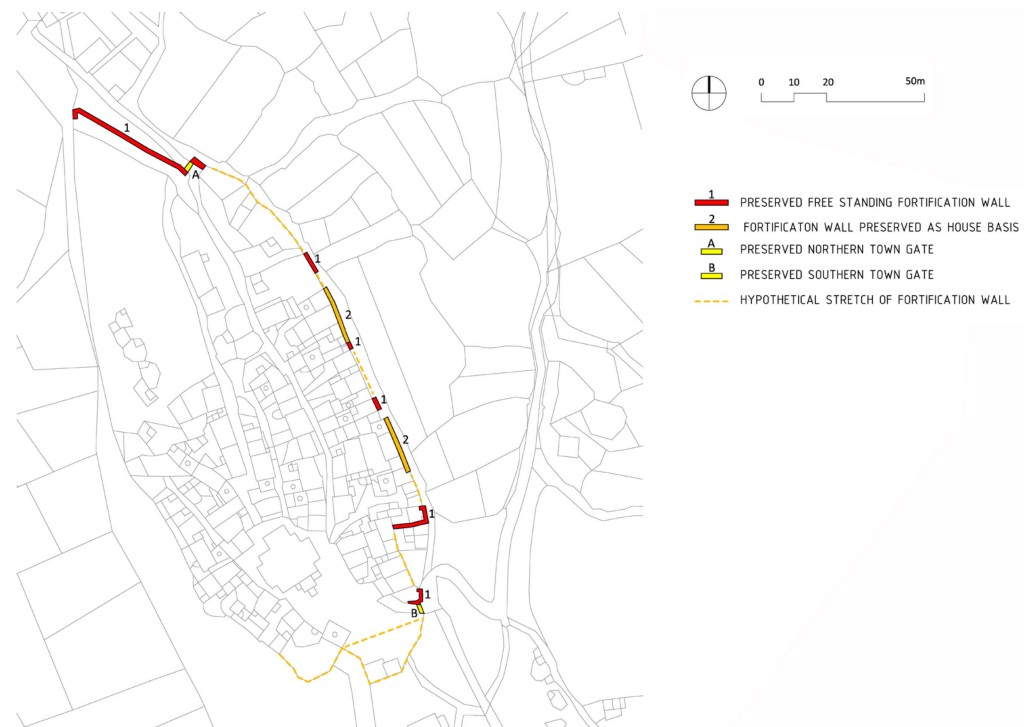 0 10 20 50m
1
PRESERVED FREE STANDING FORTIFICATION WALL
2
FORTIFICATON WALL PRESERVED AS HOUSE BASIS
A
PRESERVED NORTHERN TOWN GATE
B
PRESERVED SOUTHERN TOWN GATE
HYPOTHETICAL STRETCH OF FORTIFICATION WALL
1
A
1
2
1
1
2
1
1
B